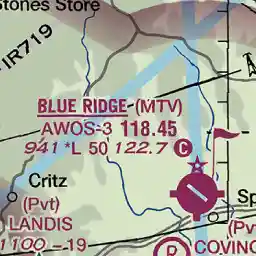 Stones Store
IR719
BLUE RIDGE (MTV)
AWOS-3 118.45
941 *L 50 122.7 C
Critz
(Pvt)
LANDIS
1100 - 19
Sp
(Pv
R
COVING